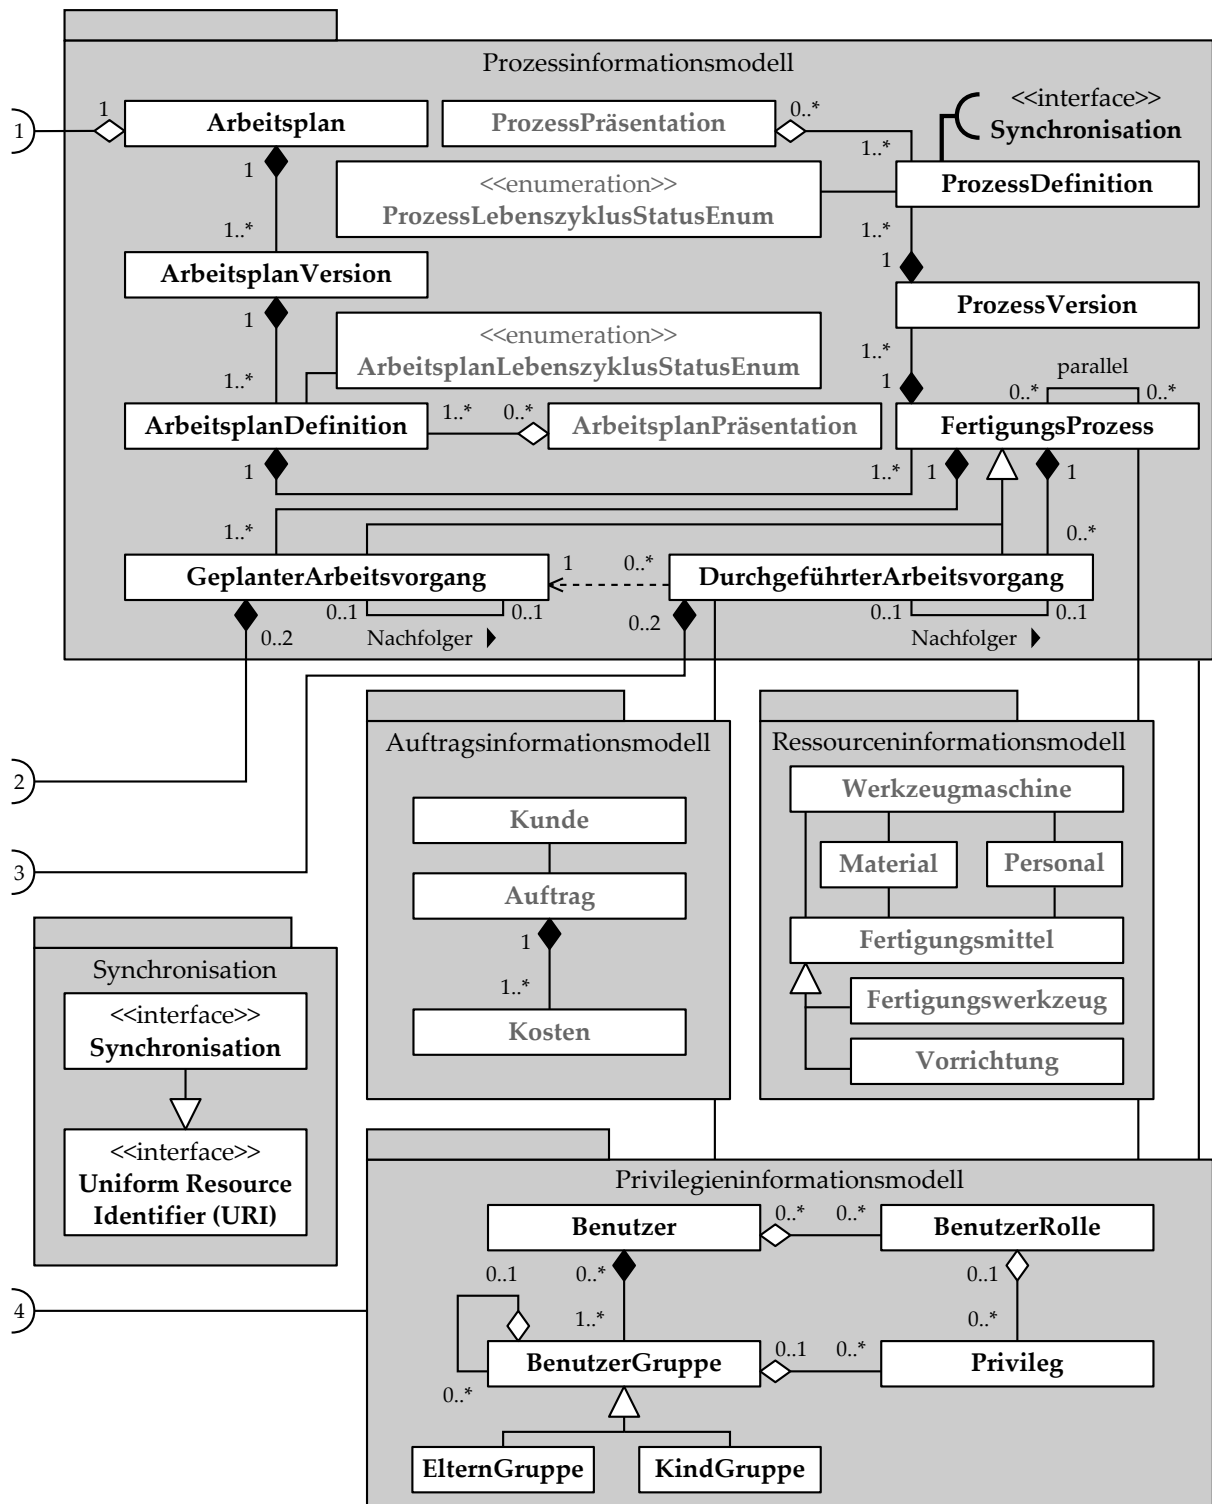 Prozessinformationsmodell
1
1
Arbeitsplan
ProzessPräsentation
0..*
<<interface>>
Synchronisation
1
1..*
<<enumeration>>
ProzessLebenszyklusStatusEnum
ProzessDefinition
1..*
1..*
ArbeitsplanVersion
1
ProzessVersion
1
<<enumeration>>
ArbeitsplanLebenszyklusStatusEnum
1..*
parallel
1..*
1
0..*
0..*
ArbeitsplanDefinition
1..*
0..*
ArbeitsplanPräsentation
FertigungsProzess
1
1..*
1
1
1..*
0..*
GeplanterArbeitsvorgang
1
0..*
DurchgeführterArbeitsvorgang
0..2
0..1
0..1
0..2
0..1
0..1
Nachfolger
Nachfolger
2
3
Auftragsinformationsmodell
Kunde
Auftrag
1
1..*
Kosten
Ressourceninformationsmodell
Werkzeugmaschine
Material
Personal
Fertigungsmittel
Fertigungswerkzeug
Vorrichtung
Synchronisation
<<interface>>
Synchronisation
<<interface>>
Uniform Resource
Identifier (URI)
4
Privilegieninformationsmodell
Benutzer
0..*
0..*
BenutzerRolle
0..1
0..*
0..1
1..*
0..*
BenutzerGruppe
0..1
0..*
Privileg
0..*
ElternGruppe
KindGruppe